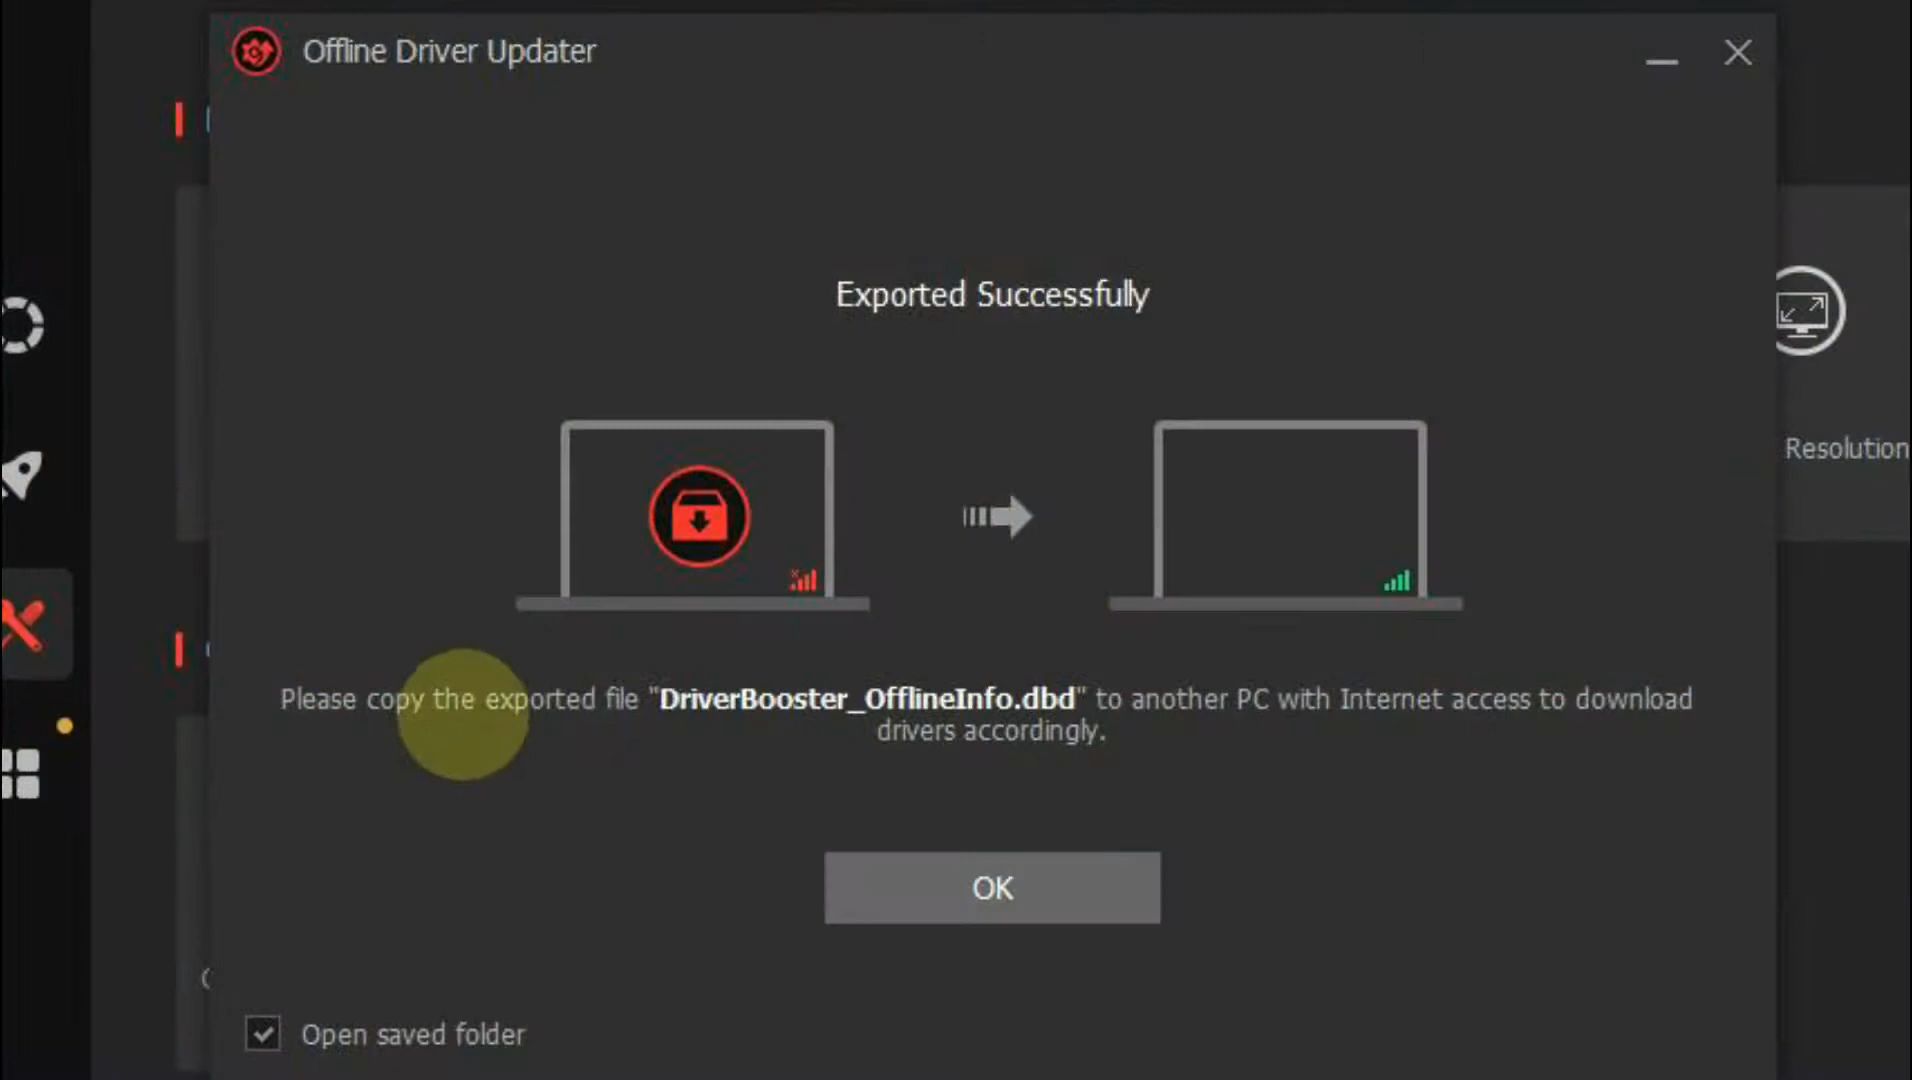 Offline Driver Updater
Exported Successfully
Resolution
Please copy the exported file "DriverBooster_OfflineInfo.dbd" to another PC with Internet access to download
drivers accordingly.
OK
Open saved folder